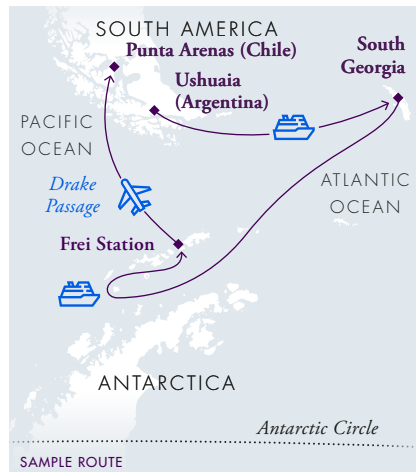 SOUTH AMERICA
Punta Arenas (Chile)
Ushuaia
(Argentina)
South
Georgia
PACIFIC
OCEAN
Drake
Passage
ATLANTIC
OCEAN
Frei Station
ANTARCTICA
Antarctic Circle
SAMPLE ROUTE